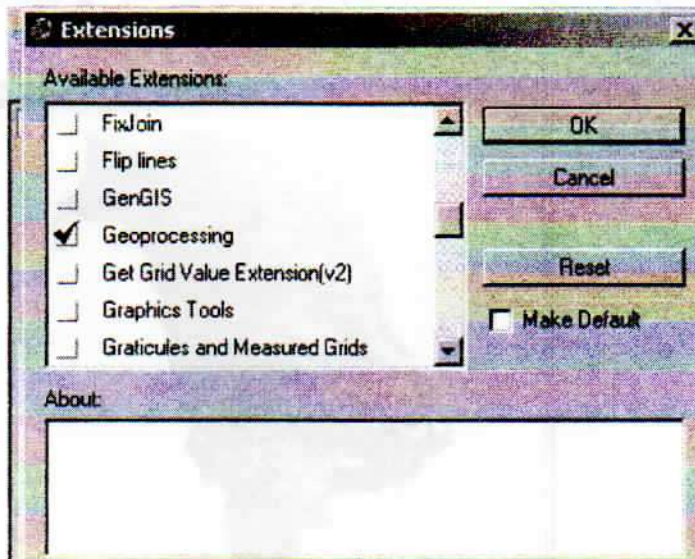 Extensions
Available Extensions:
FixJoin
Flip lines
GenGIS
Geoprocessing
Get Grid Value Extension(v2)
Graphics Tools
Graticules and Measured Grids
OK
Cancel
Reset
Make Default
About: